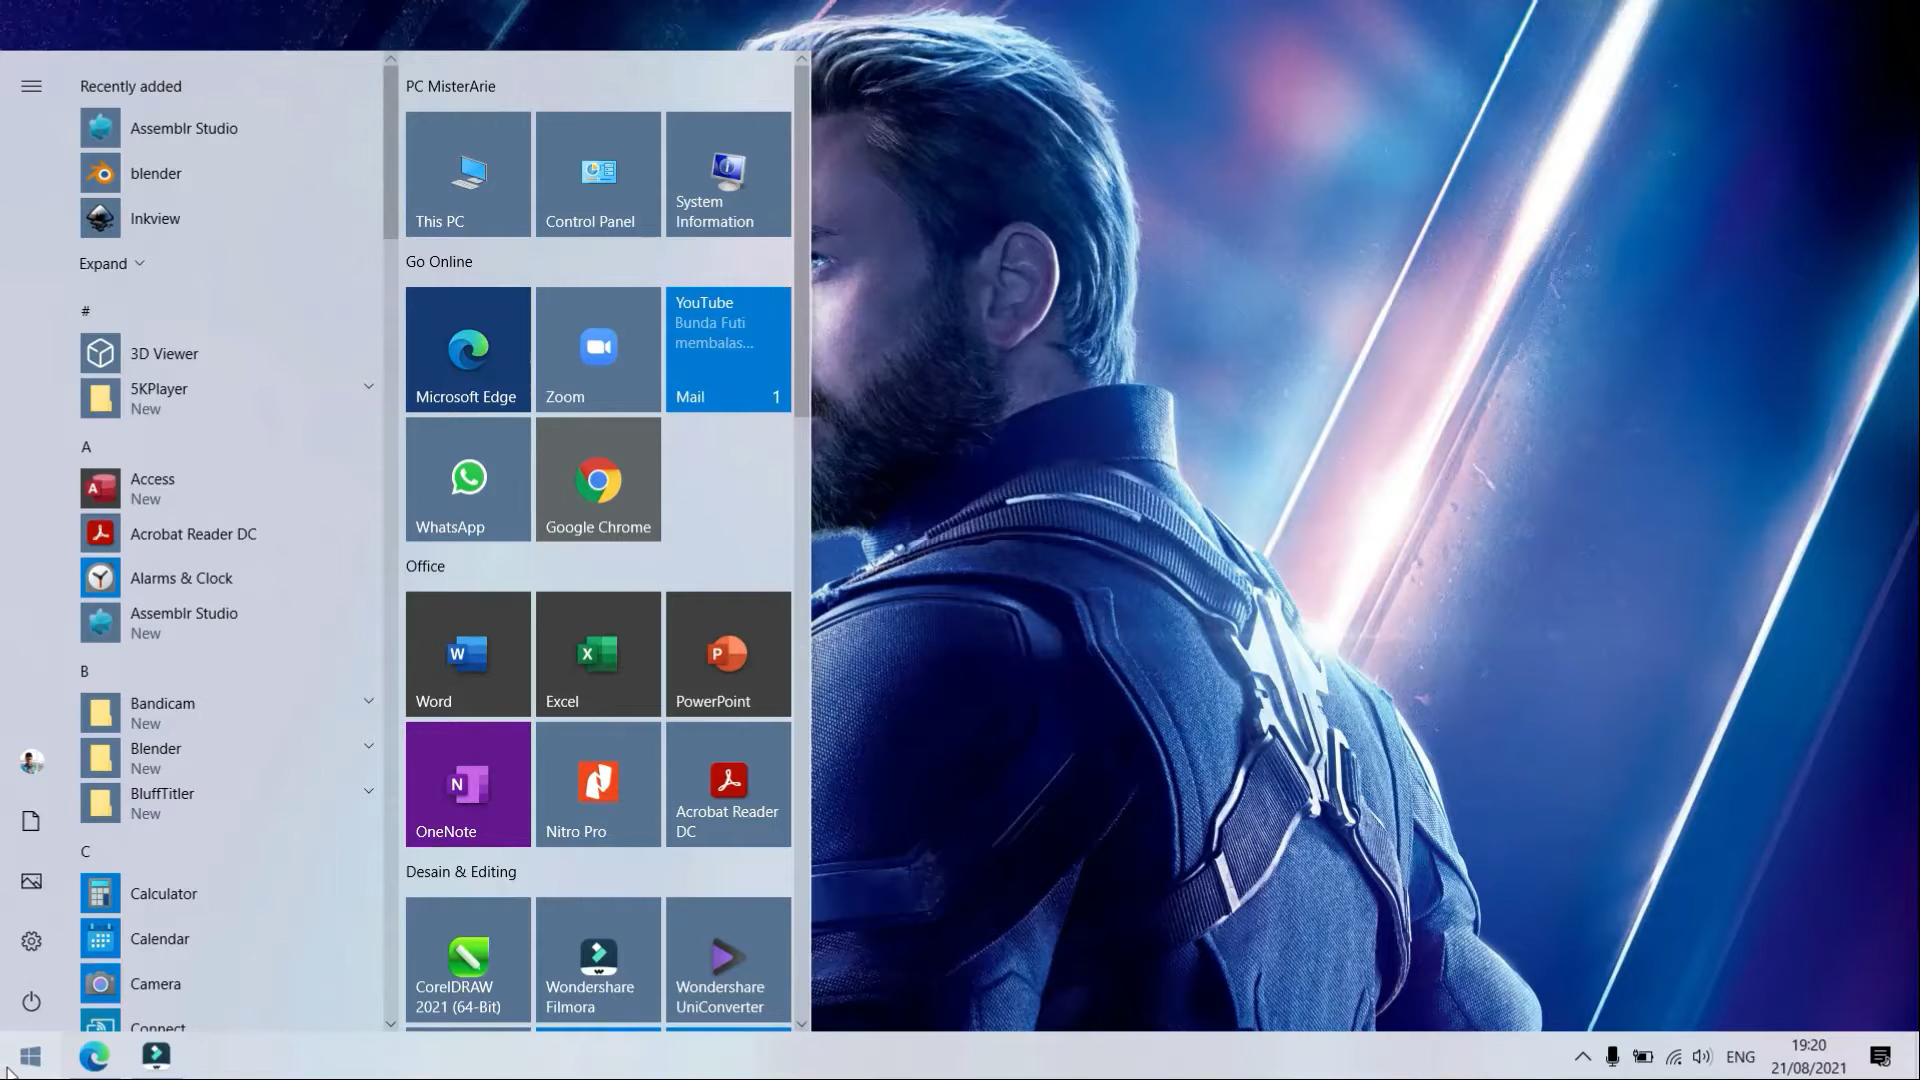 Recently added
Assemblr Studio
blender
Inkview
Expand
#
3D Viewer
5KPlayer
New
A
Access
New
Acrobat Reader DC
Alarms & Clock
Assemblr Studio
New
B
Bandicam
New
Blender
New
BluffTitler
New
C
Calculator
Calendar
Camera
Connect
PC MisterArie
This PC
Control Panel
System
Information
Go Online
Microsoft Edge
Zoom
YouTube
Bunda Futi
membalas...
Mail 1
WhatsApp
Google Chrome
Office
Word
Excel
PowerPoint
OneNote
Nitro Pro
Acrobat Reader
DC
Desain & Editing
CorelDRAW
2021 (64-Bit)
Wondershare
Filmora
Wondershare
UniConverter
ENG
19:20
21/08/2021